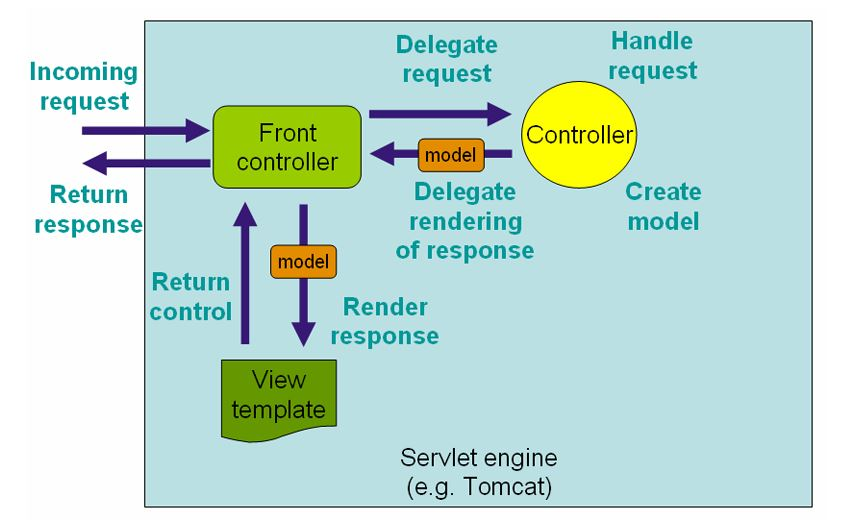 Incoming
request
Delegate
request
Handle
request
Front
controller
Controller
model
Return
response
Delegate
rendering
of response
Create
model
model
Return
control
Render
response
View
template
Servlet engine
(e.g. Tomcat)